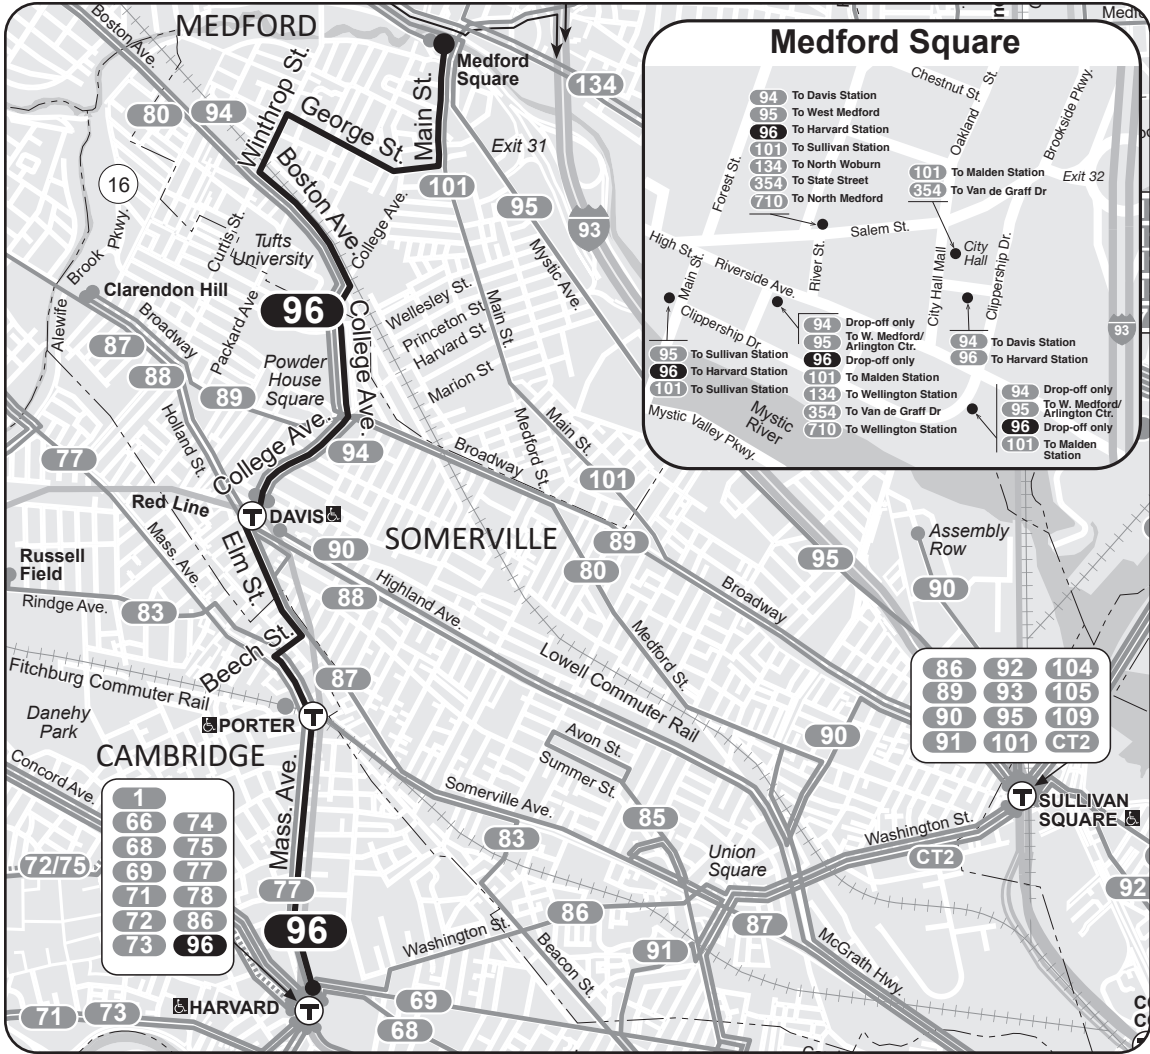 MEDFORD
Boston Ave.
80
94
Winthrop St.
George St.
Main St.
Medford
Square
134
Exit 31
101
95
93
16
Boston Ave.
College Ave.
Curtis St.
Tufts
University
Mystic Ave.
Alewife Brook Pkwy.
Clarendon Hill
Broadway
Packard Ave
96
College Ave.
Wellesley St.
Princeton St
Harvard St
Marion St
Main St.
87
88
89
Powder
House
Square
Holland St.
College Ave.
94
Broadway
Medford St.
Main St.
101
77
Red Line
DAVIS
SOMERVILLE
89
95
Assembly
Row
90
Mass. Ave.
Elm St.
90
88
Highland Ave.
80
Broadway
Russell
Field
Rindge Ave.
83
Beech St.
Medford St.
Lowell Commuter Rail
Fitchburg Commuter Rail
87
Danehy
Park
PORTER
CAMBRIDGE
Concord Ave.
Avon St.
Summer St.
90
86 92 104
89 93 105
90 95 109
91 101 CT2
SULLIVAN
SQUARE
1
66 74
68 75
69 77
71 78
72 86
73 96
72/75
Mass. Ave.
77
96
Somerville Ave.
83
85
Union
Square
Washington St.
CT2
92
86
87
91
Washington St.
Beacon St.
McGrath Hwy.
HARVARD
69
68
71
73
Medford Square
94 To Davis Station
95 To West Medford
96 To Harvard Station
101 To Sullivan Station
134 To North Woburn
354 To State Street
710 To North Medford
Chestnut St.
Oakland St.
Brookside Pkwy.
Exit 32
101 To Malden Station
354 To Van de Graff Dr
Forest St.
Salem St.
City
Hall
High St.
Main St.
Riverside Ave.
River St.
City Hall Mall
Clippership Dr.
Clippership Dr.
95 To Sullivan Station
96 To Harvard Station
101 To Sullivan Station
94 Drop-off only
95 To W. Medford/
Arlington Ctr.
96 Drop-off only
101 To Malden Station
134 To Wellington Station
354 To Van de Graff Dr
710 To Wellington Station
94 To Davis Station
96 To Harvard Station
94 Drop-off only
95 To W. Medford/
Arlington Ctr.
96 Drop-off only
101 To Malden
Station
Mystic Valley Pkwy.
Mystic
River
93